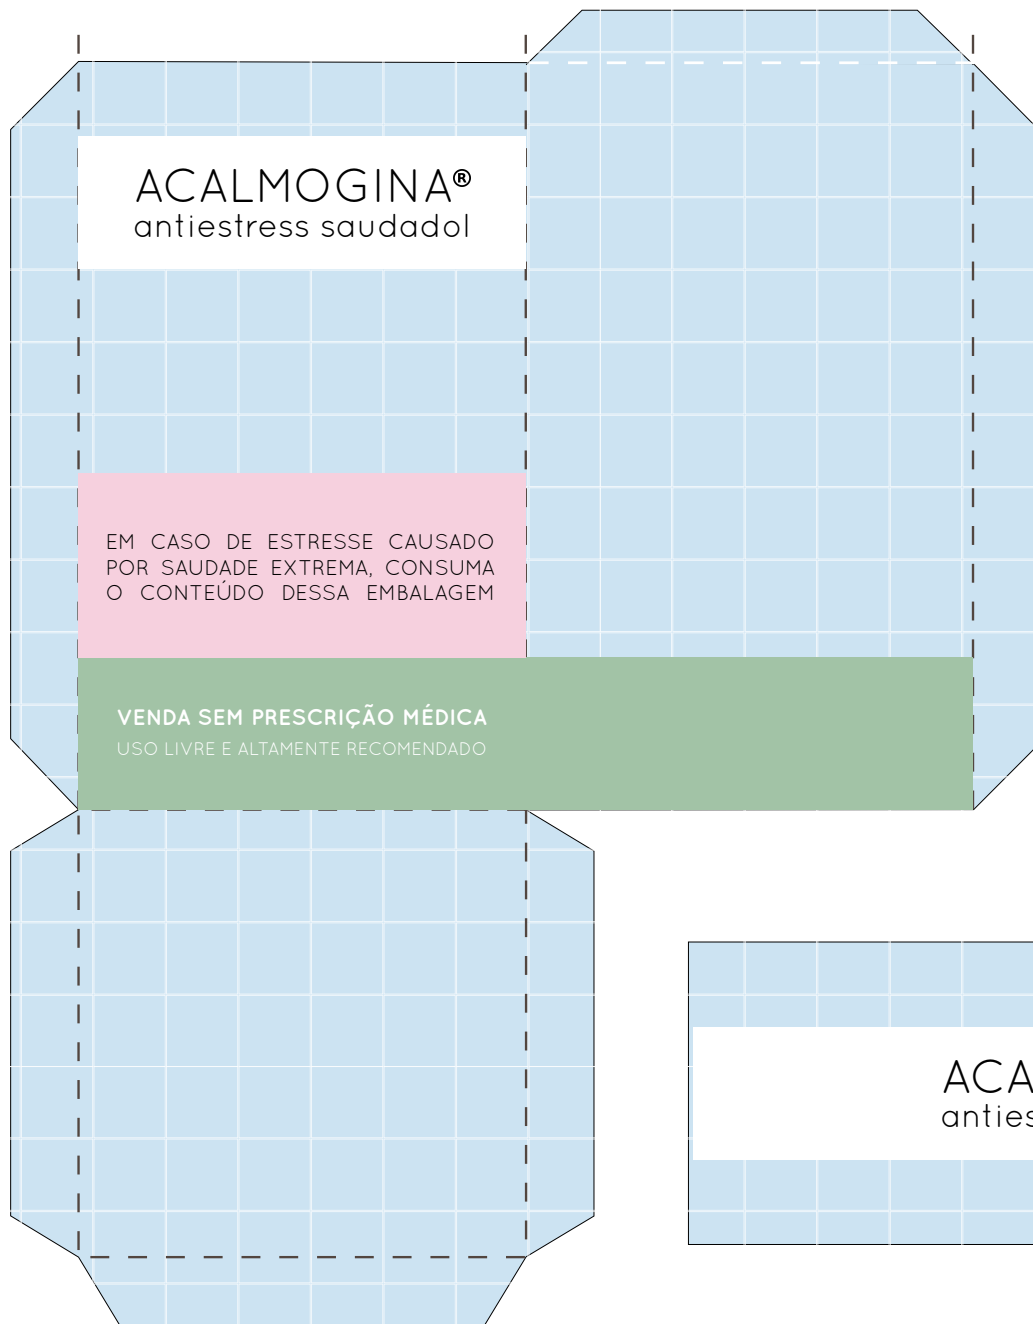 ACALMOGINA®
antiestress saudadol
EM CASO DE ESTRESSE CAUSADO
POR SAUDADE EXTREMA, CONSUMA
O CONTEÚDO DESSA EMBALAGEM
VENDA SEM PRESCRIÇÃO MÉDICA
USO LIVRE E ALTAMENTE RECOMENDADO
ACA
anties